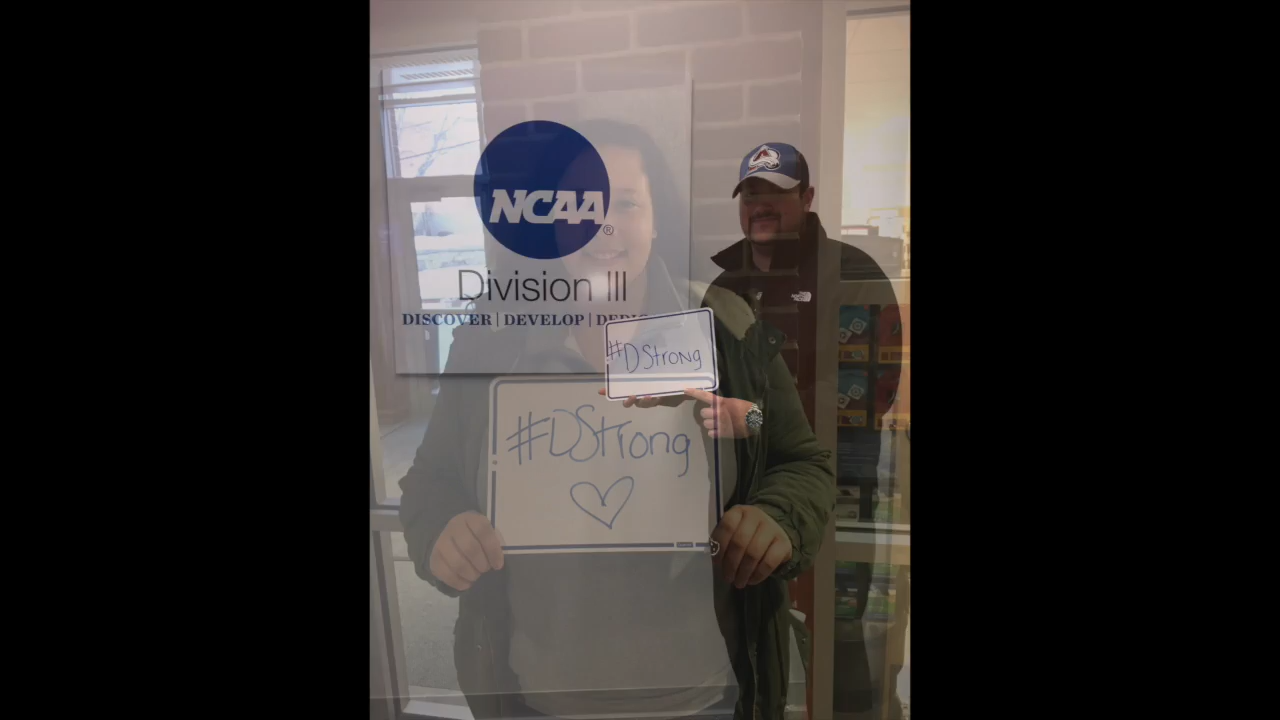 NCAA®
Division III
DISCOVER | DEVELOP |
#DStrong
#DStrong